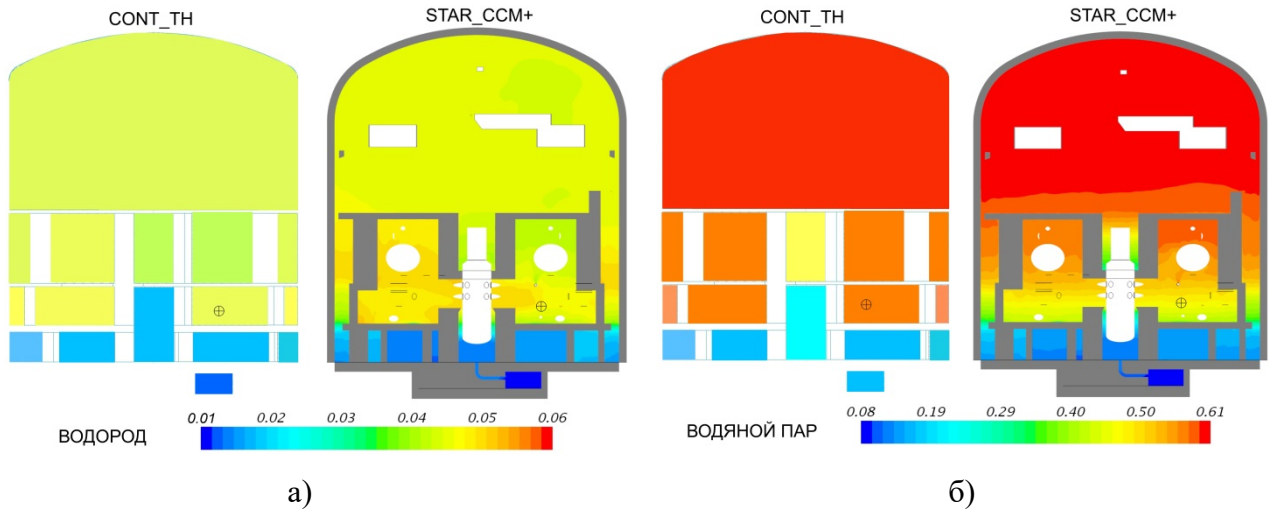 CONT_TH
STAR_CCM+
CONT_TH
STAR_CCM+
0.01 0.02 0.03 0.04 0.05 0.06
ВОДОРОД
0.08 0.19 0.29 0.40 0.50 0.61
ВОДЯНОЙ ПАР
а)
б)